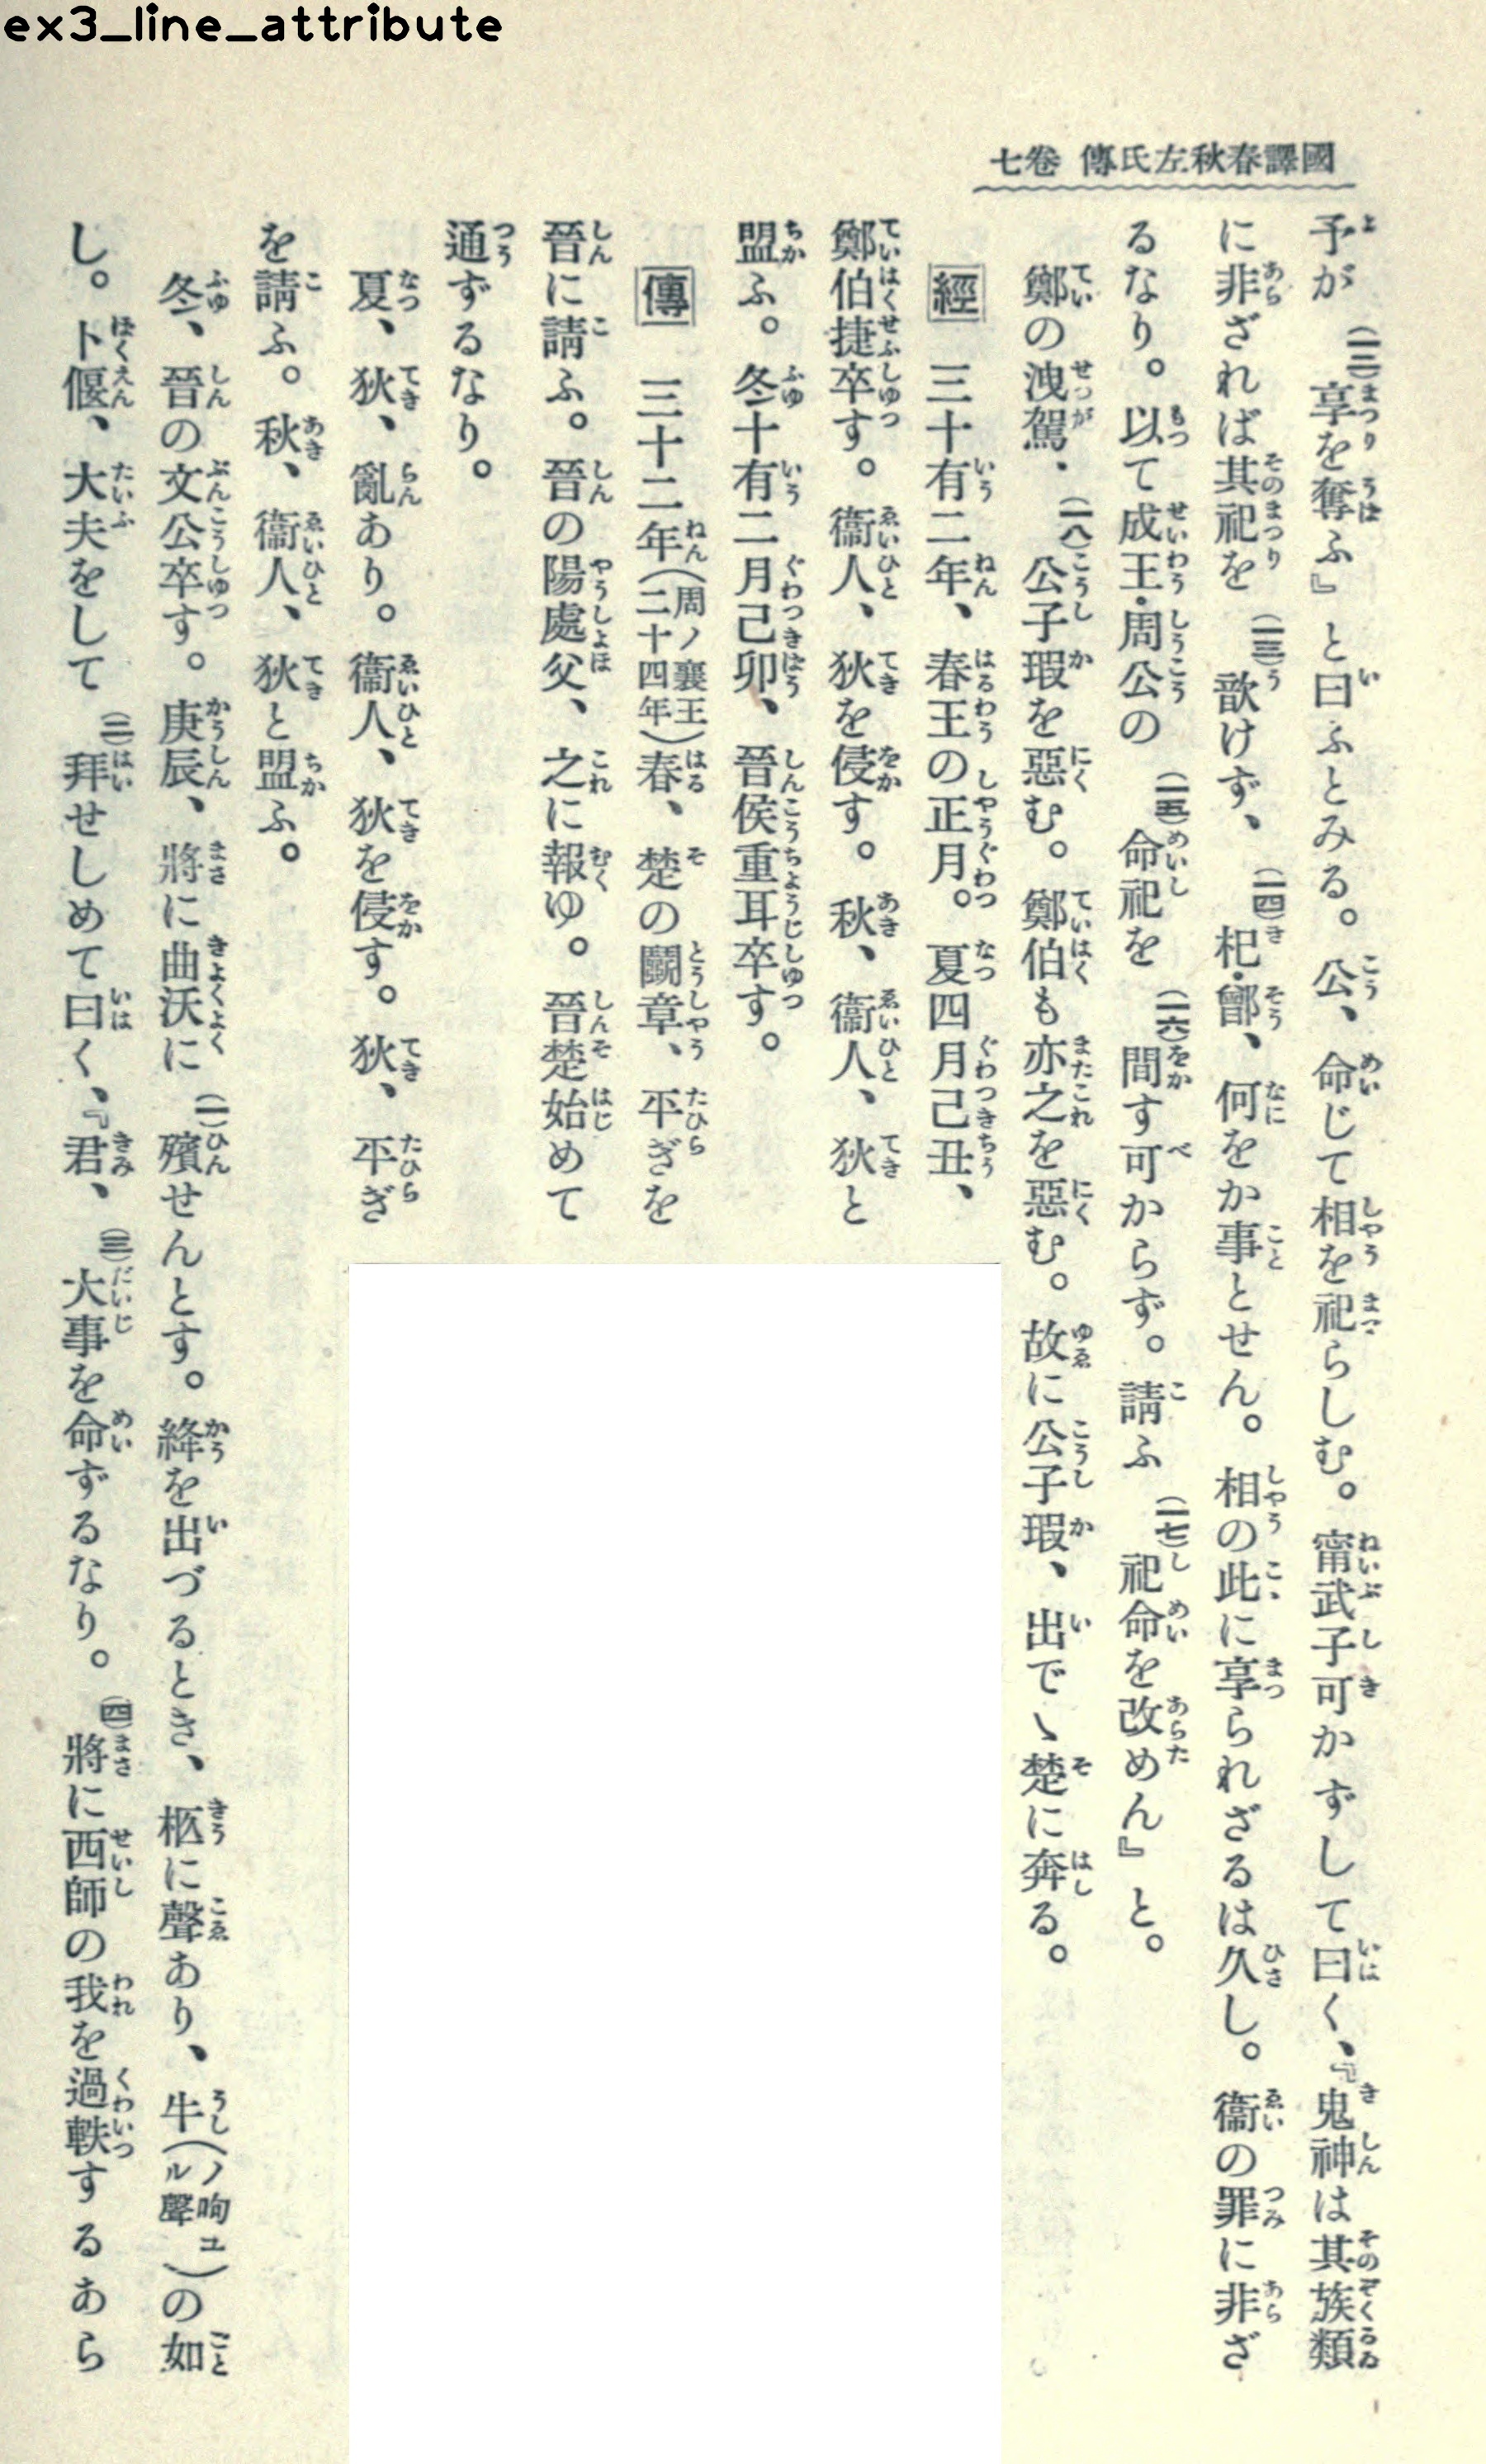 ex3_line_attribute
國譯春秋左氏傳 卷七
予が(一二)享を奪ふ』と曰ふとみる。公、命じて相を祀らしむ。甯武子可かずして曰く、『鬼神は其族類
に非ざれば其祀を(一三)歆けず、(一四)杞・鄫、何をか事とせん。相の此に享られざるは久し。衞の罪に非ざ
るなり。以て成王・周公の(一五)命祀を(一六)間す可からず。請ふ(一七)祀命を改めん』と。
鄭の洩駕・(一八)公子瑕を惡む。鄭伯も亦之を惡む。故に公子瑕、出でゝ楚に奔る。
經 三十有二年、春王の正月。夏四月己丑、
鄭伯捷卒す。衞人、狄を侵す。秋、衞人、狄と
盟ふ。冬十有二月己卯、晉侯重耳卒す。
傳 三十二年(周ノ襄王二十四年)春、楚の鬭章、平ぎを
晉に請ふ。晉の陽處父、之に報ゆ。晉楚始めて
通ずるなり。
夏、狄、亂あり。衞人、狄を侵す。狄、平ぎ
を請ふ。秋、衞人、狄と盟ふ。
冬、晉の文公卒す。庚辰、將に曲沃に(一)殯せんとす。絳を出づるとき、柩に聲あり、牛(ノ呴ユル聲)の如
し。卜偃、大夫をして(二)拜せしめて曰く、『君、(三)大事を命ずるなり。(四)將に西師の我を過軼するあら